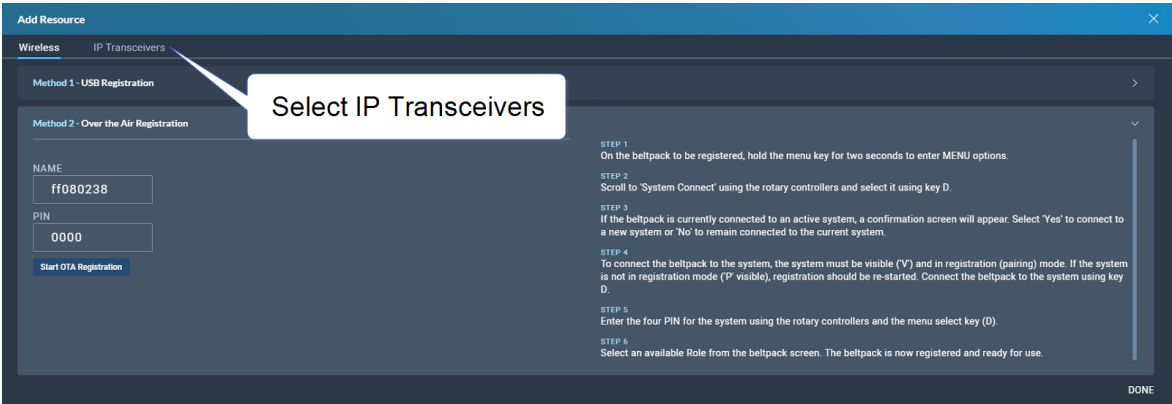 Add Resource
Wireless IP Transceivers
Method 1 - USB Registration
Select IP Transceivers
Method 2 - Over the Air Registration
NAME
ff080238
PIN
0000
Start OTA Registration
STEP 1
On the beltpack to be registered, hold the menu key for two seconds to enter MENU options.
STEP 2
Scroll to 'System Connect' using the rotary controllers and select it using key D.
STEP 3
If the beltpack is currently connected to an active system, a confirmation screen will appear. Select 'Yes' to connect to
a new system or 'No' to remain connected to the current system.
STEP 4
To connect the beltpack to the system, the system must be visible ('V') and in registration (pairing) mode. If the system
is not in registration mode ('P' visible), registration should be re-started. Connect the beltpack to the system using key
D.
STEP 5
Enter the four PIN for the system using the rotary controllers and the menu select key (D).
STEP 6
Select an available Role from the beltpack screen. The beltpack is now registered and ready for use.
DONE